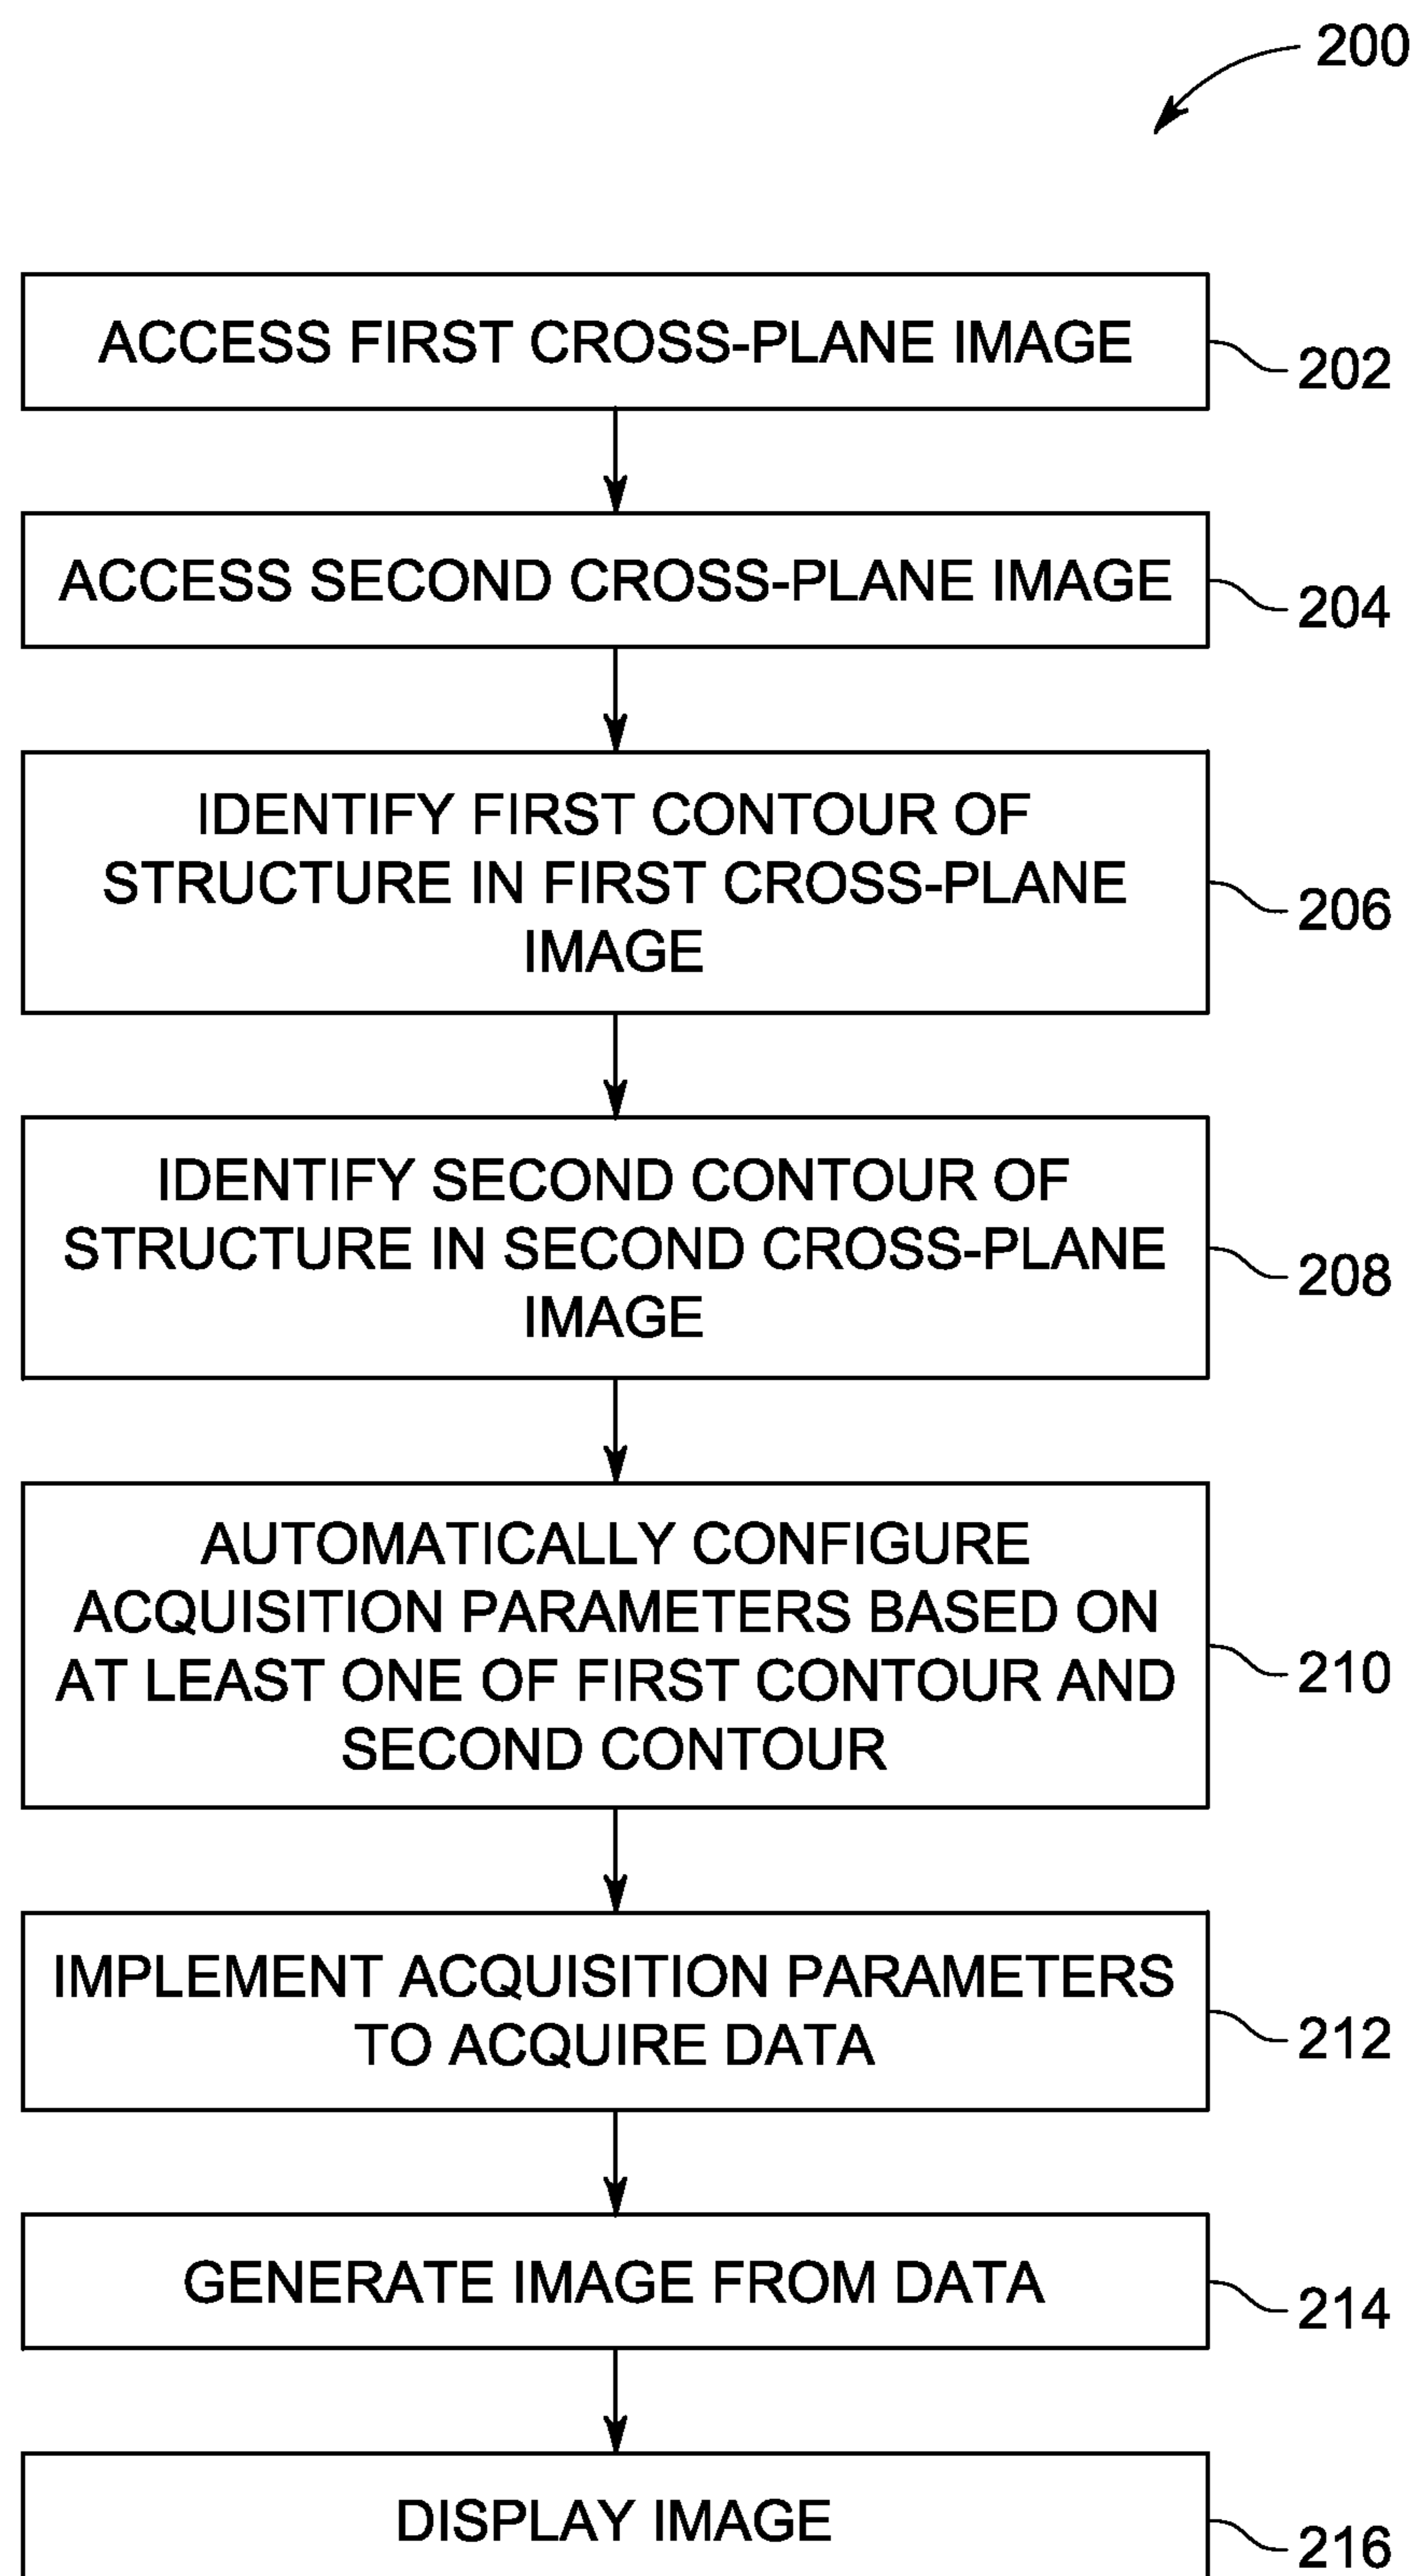 200
ACCESS FIRST CROSS-PLANE IMAGE
202
ACCESS SECOND CROSS-PLANE IMAGE
204
IDENTIFY FIRST CONTOUR OF
STRUCTURE IN FIRST CROSS-PLANE
IMAGE
206
IDENTIFY SECOND CONTOUR OF
STRUCTURE IN SECOND CROSS-PLANE
IMAGE
208
AUTOMATICALLY CONFIGURE
ACQUISITION PARAMETERS BASED ON
AT LEAST ONE OF FIRST CONTOUR AND
SECOND CONTOUR
210
IMPLEMENT ACQUISITION PARAMETERS
TO ACQUIRE DATA
212
GENERATE IMAGE FROM DATA
214
DISPLAY IMAGE
216